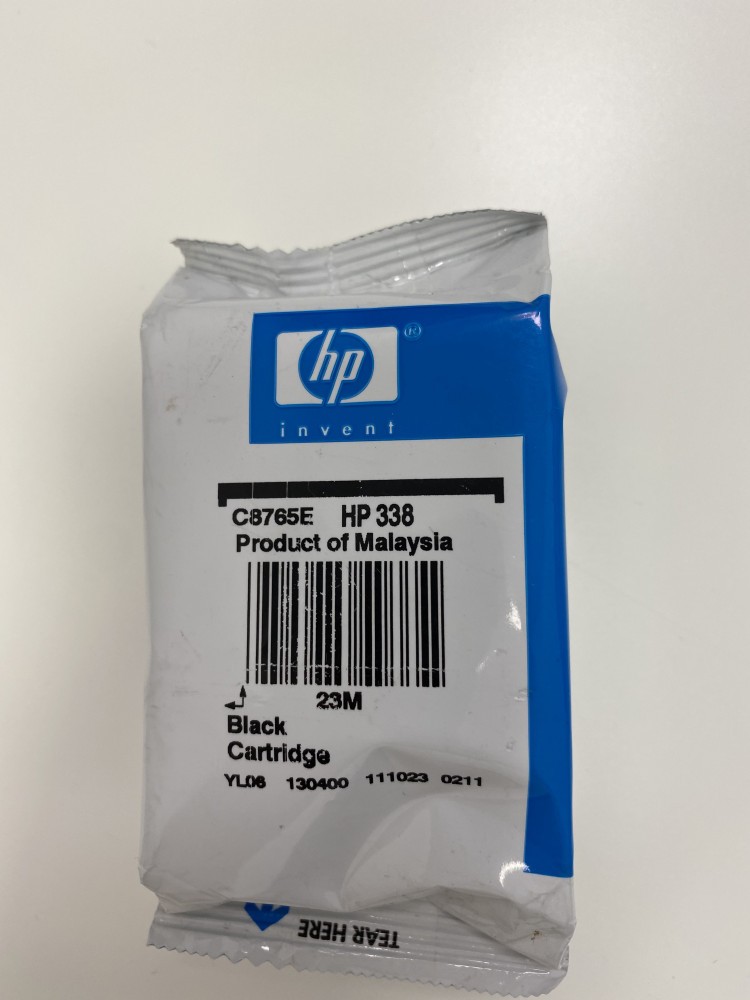 hp ®
invent
C8765E HP 338
Product of Malaysia
23M
Black
Cartridge
YL06 130400 111023 0211
TEAR HERE